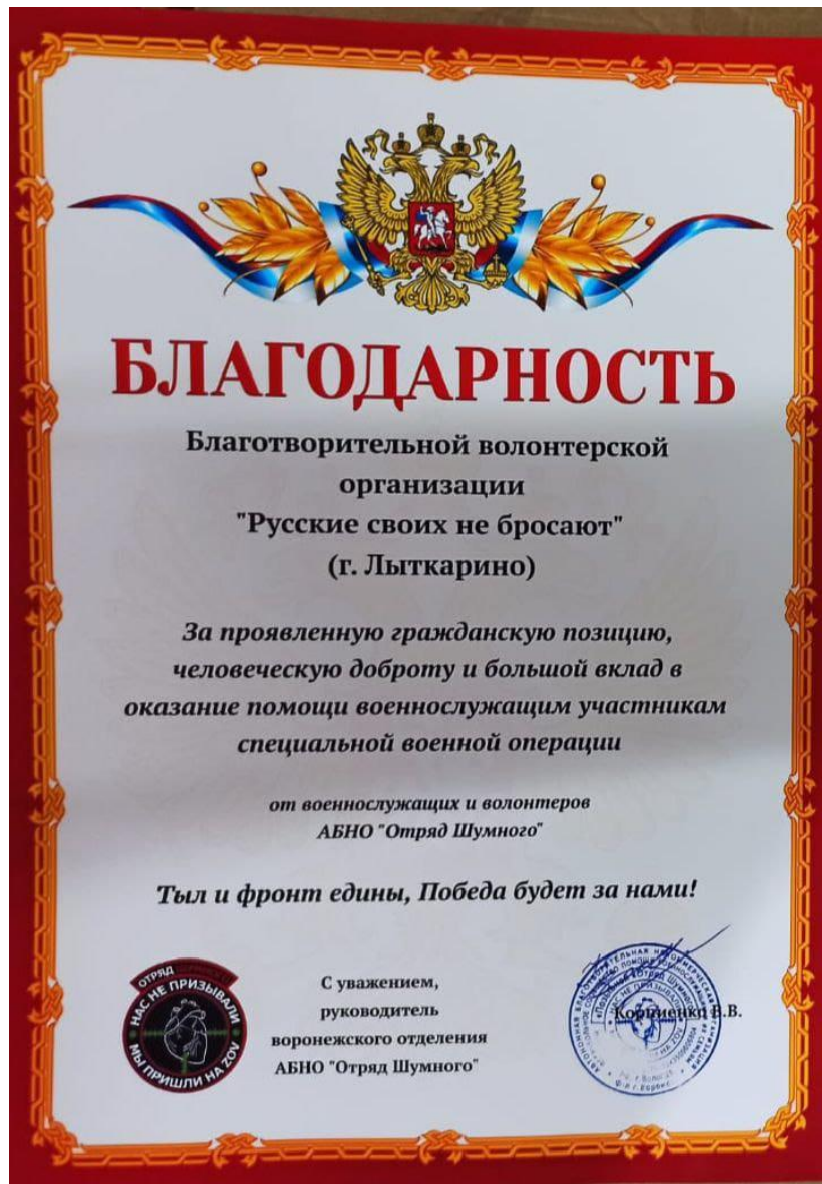 БЛАГОДАРНОСТЬ
Благотворительной волонтерской
организации
"Русские своих не бросают"
(г. Лыткарино)
За проявленную гражданскую позицию,
человеческую доброту и большой вклад в
оказание помощи военнослужащим участникам
специальной военной операции
от военнослужащих и волонтеров
АБНО "Отряд Шумного"
Тыл и фронт едины, Победа будет за нами!
ОТРЯД
НАС НЕ ПРИЗЫВАЛИ
МЫ ПРИШЛИ НА ZOV
С уважением,
руководитель
воронежского отделения
АБНО "Отряд Шумного"
Корниенко В.В.